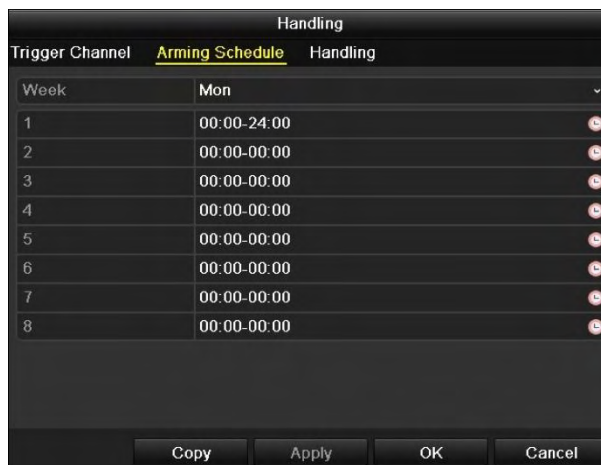 Handling
Trigger Channel Arming Schedule Handling
Week Mon
1 00:00-24:00
2 00:00-00:00
3 00:00-00:00
4 00:00-00:00
5 00:00-00:00
6 00:00-00:00
7 00:00-00:00
8 00:00-00:00
Copy Apply OK Cancel